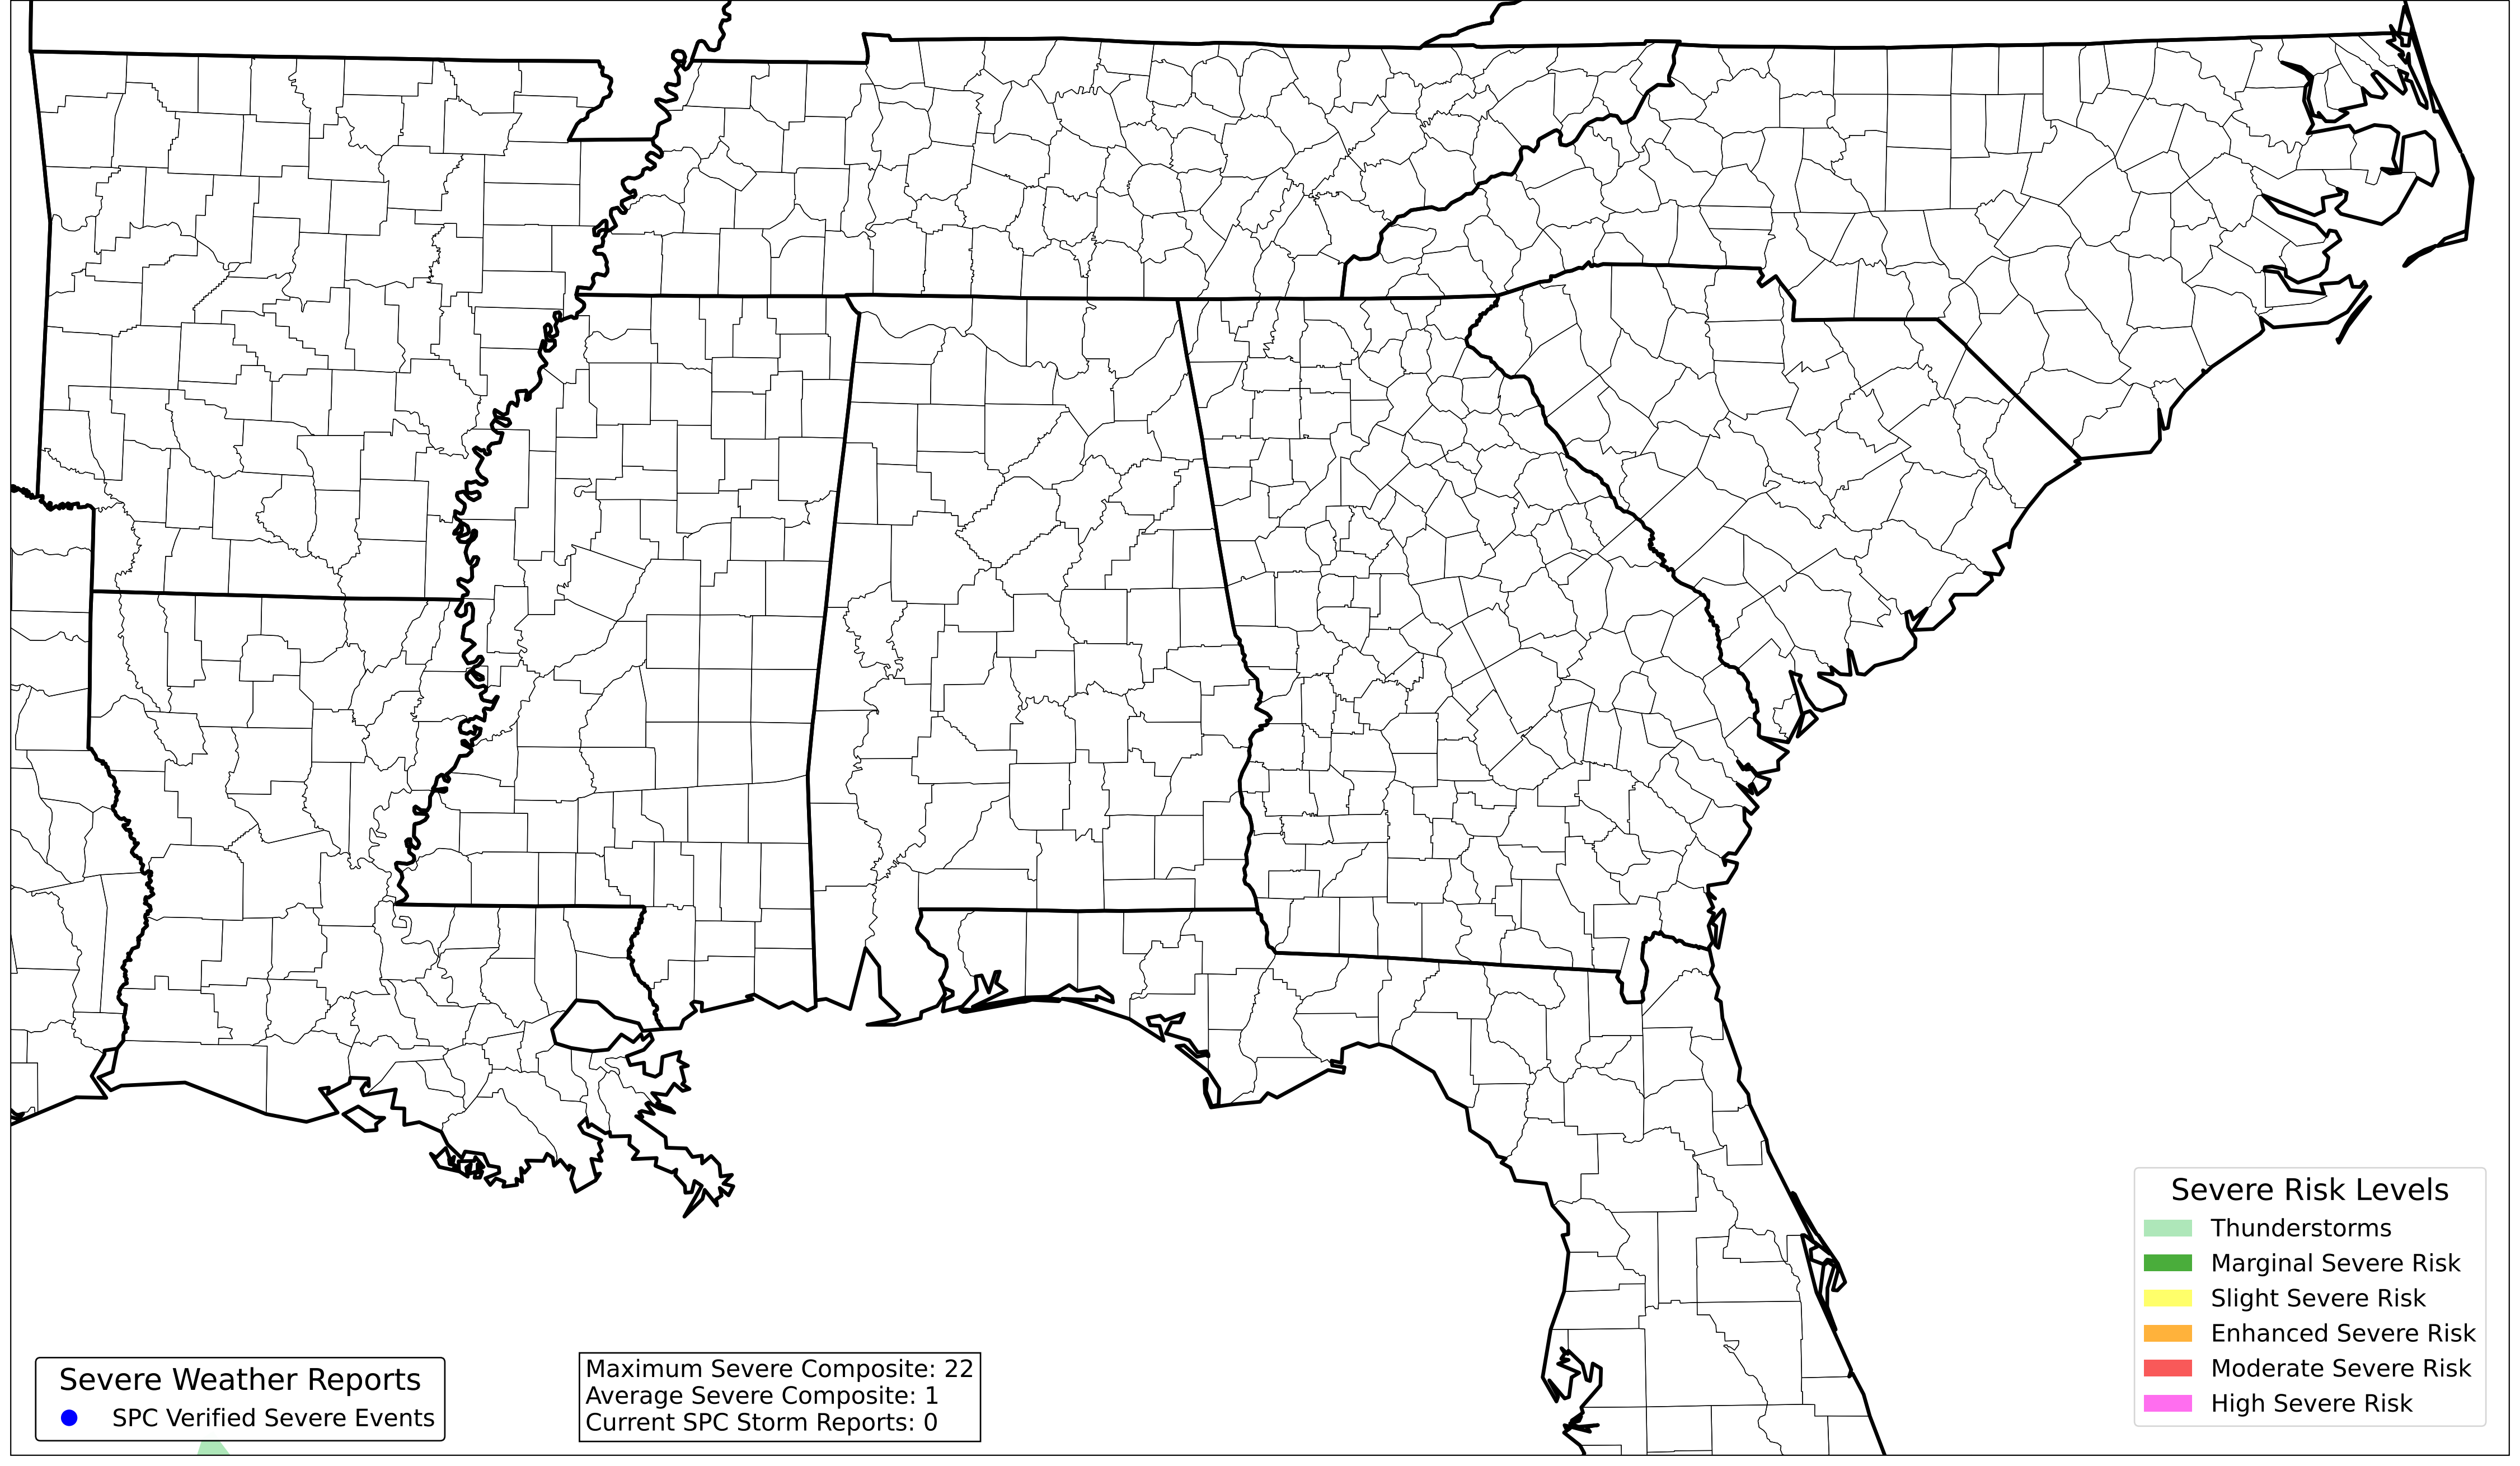 Severe Risk Levels
Thunderstorms
Marginal Severe Risk
Slight Severe Risk
Enhanced Severe Risk
Moderate Severe Risk
High Severe Risk
Severe Weather Reports
SPC Verified Severe Events
Maximum Severe Composite: 22
Average Severe Composite: 1
Current SPC Storm Reports: 0